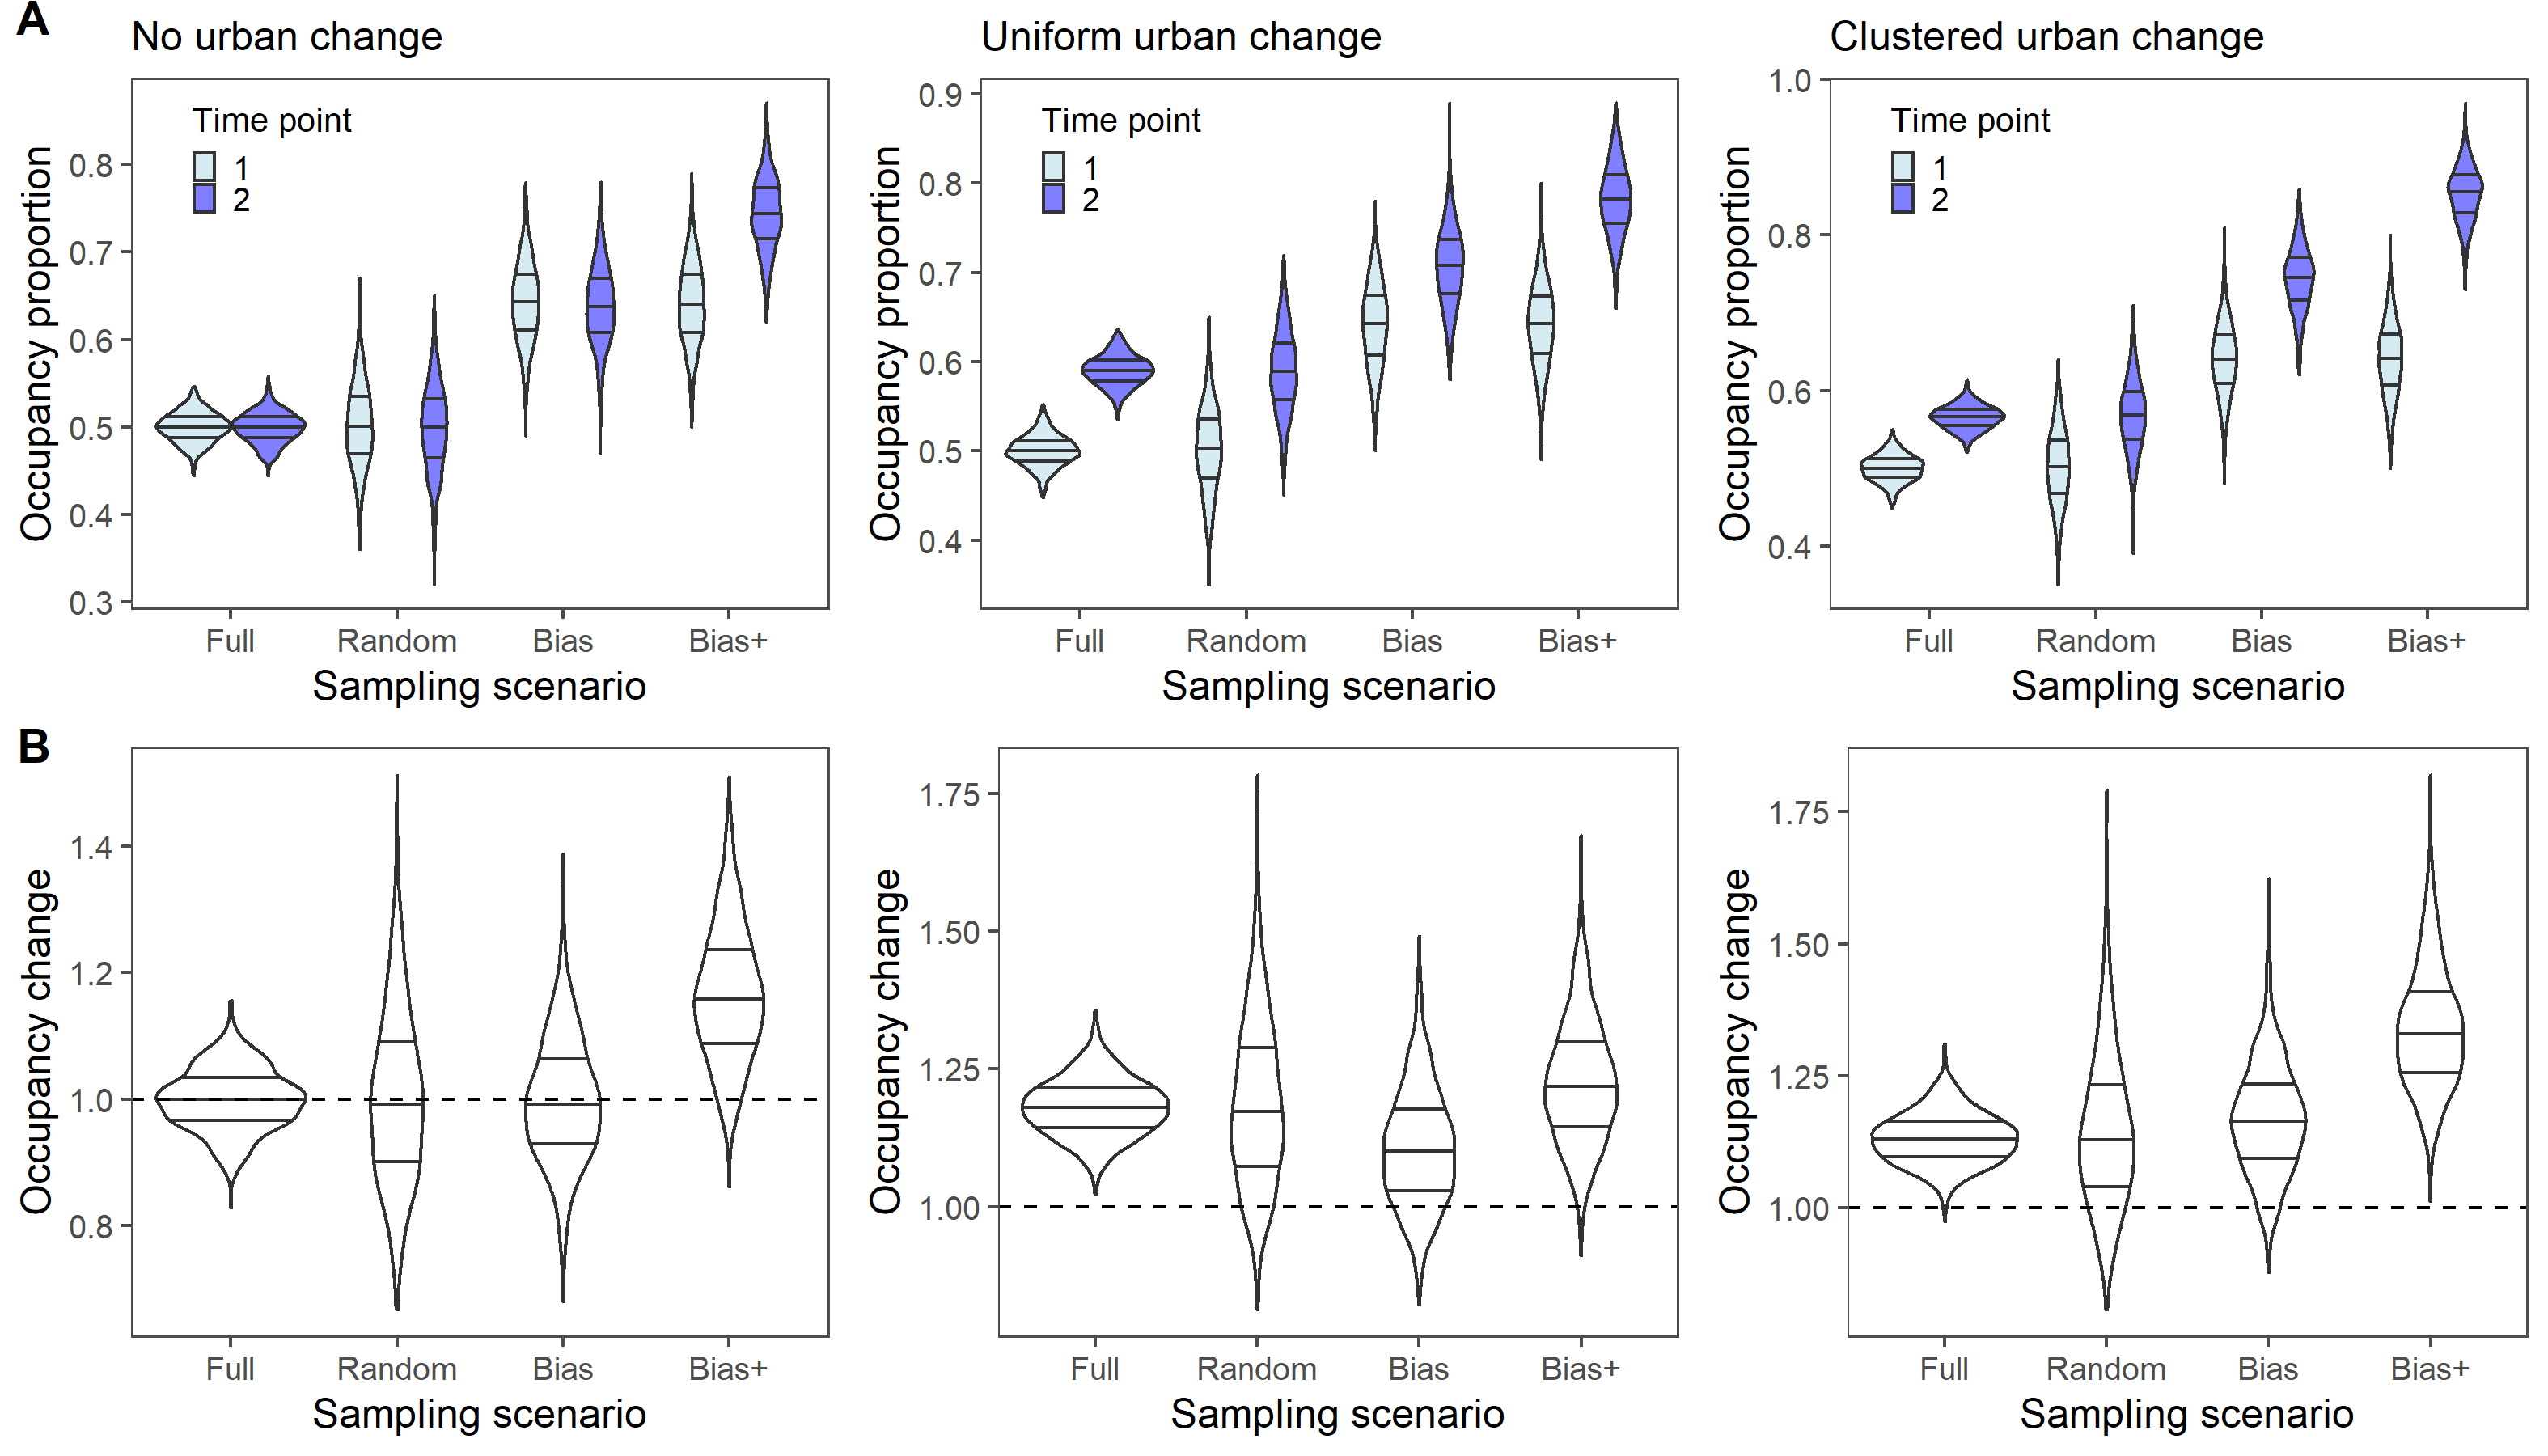 A
No urban change
Uniform urban change
Clustered urban change
Occupancy proportion
0.8
0.7
0.6
0.5
0.4
0.3
Time point
1
2
Full Random Bias Bias+
Sampling scenario
Occupancy proportion
0.9
0.8
0.7
0.6
0.5
0.4
Time point
1
2
Full Random Bias Bias+
Sampling scenario
Occupancy proportion
1.0
0.8
0.6
0.4
Time point
1
2
Full Random Bias Bias+
Sampling scenario
B
Occupancy change
1.4
1.2
1.0
0.8
Full Random Bias Bias+
Sampling scenario
Occupancy change
1.75
1.50
1.25
1.00
Full Random Bias Bias+
Sampling scenario
Occupancy change
1.75
1.50
1.25
1.00
Full Random Bias Bias+
Sampling scenario